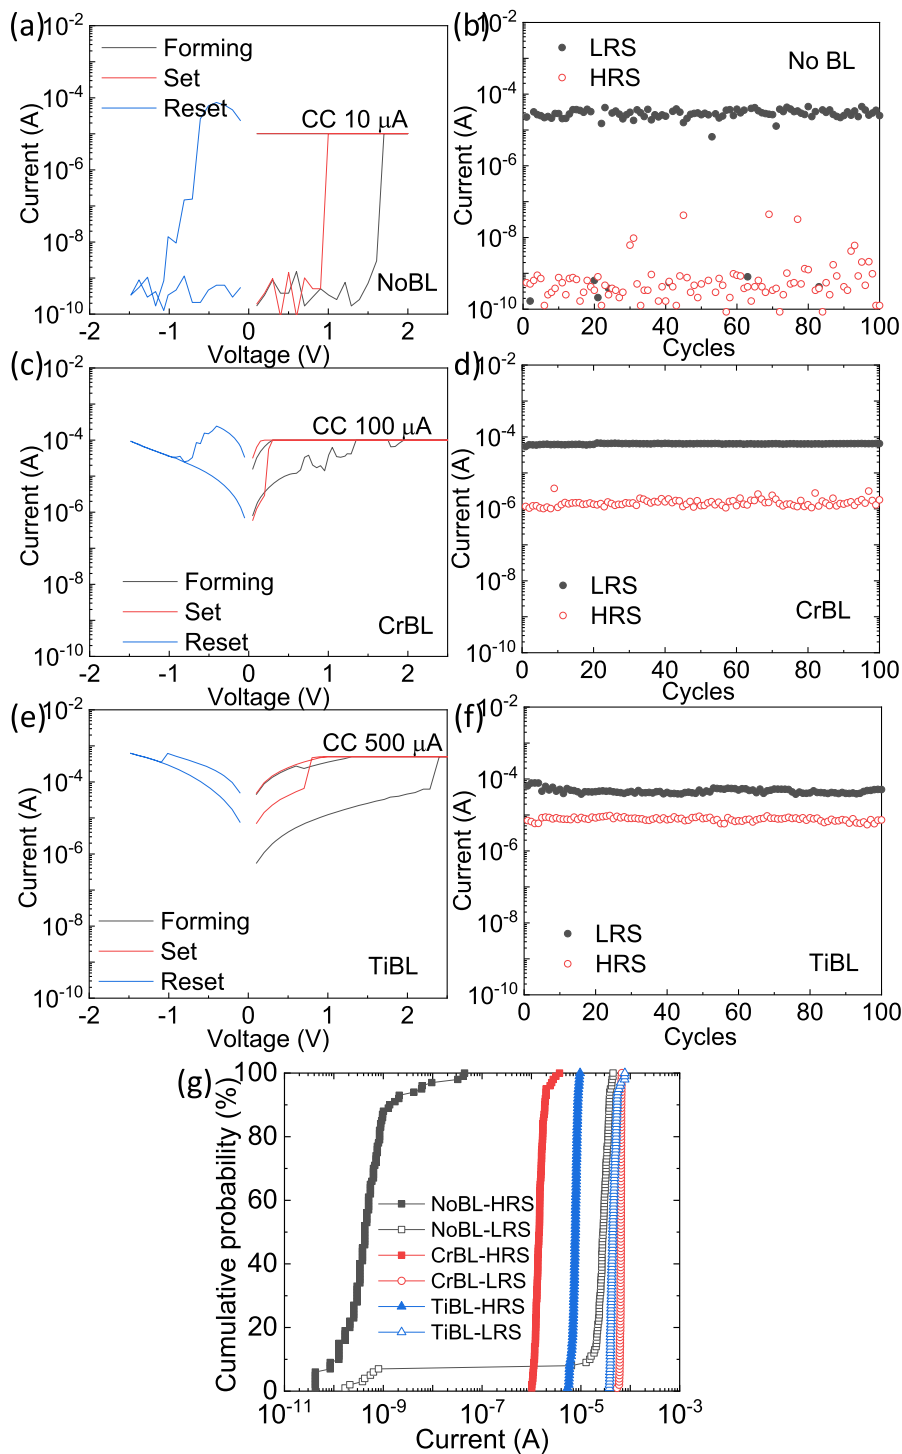 (a)
10⁻²
10⁻⁴
10⁻⁶
10⁻⁸
10⁻¹⁰
Current (A)
Forming
Set
Reset
CC 10 μA
NoBL
-2 -1 0 1 2
Voltage (V)
(b)
10⁻²
10⁻⁴
10⁻⁶
10⁻⁸
10⁻¹⁰
Current (A)
LRS
HRS
No BL
0 20 40 60 80 100
Cycles
(c)
10⁻²
10⁻⁴
10⁻⁶
10⁻⁸
10⁻¹⁰
Current (A)
CC 100 μA
Forming
Set
Reset
CrBL
-2 -1 0 1 2
Voltage (V)
(d)
10⁻²
10⁻⁴
10⁻⁶
10⁻⁸
10⁻¹⁰
Current (A)
LRS
HRS
CrBL
0 20 40 60 80 100
Cycles
(e)
10⁻²
10⁻⁴
10⁻⁶
10⁻⁸
10⁻¹⁰
Current (A)
CC 500 μA
Forming
Set
Reset
TiBL
-2 -1 0 1 2
Voltage (V)
(f)
10⁻²
10⁻⁴
10⁻⁶
10⁻⁸
10⁻¹⁰
Current (A)
LRS
HRS
TiBL
0 20 40 60 80 100
Cycles
(g)
100
80
60
40
20
0
Cumulative probability (%)
NoBL-HRS
NoBL-LRS
CrBL-HRS
CrBL-LRS
TiBL-HRS
TiBL-LRS
10⁻¹¹ 10⁻⁹ 10⁻⁷ 10⁻⁵ 10⁻³
Current (A)